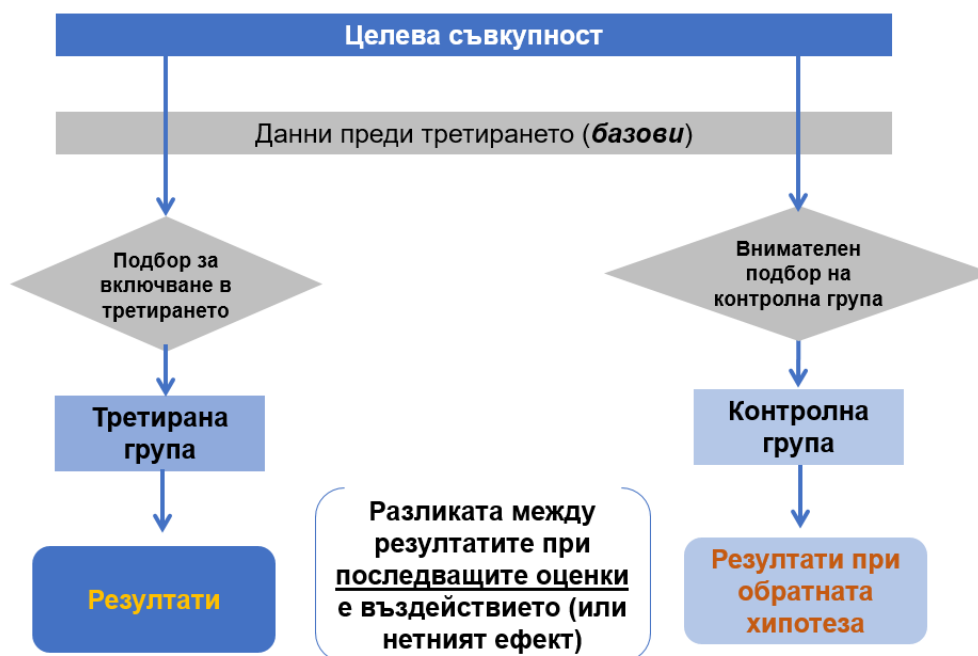 Целева съвкупност
Данни преди третирането (базови)
Подбор за
включване в
третирането
Внимателен
подбор на
контролна група
Третирана
група
Контролна
група
Резултати
Разликата между
резултатите при
последващите оценки
е въздействието (или
нетният ефект)
Резултати при
обратната
хипотеза